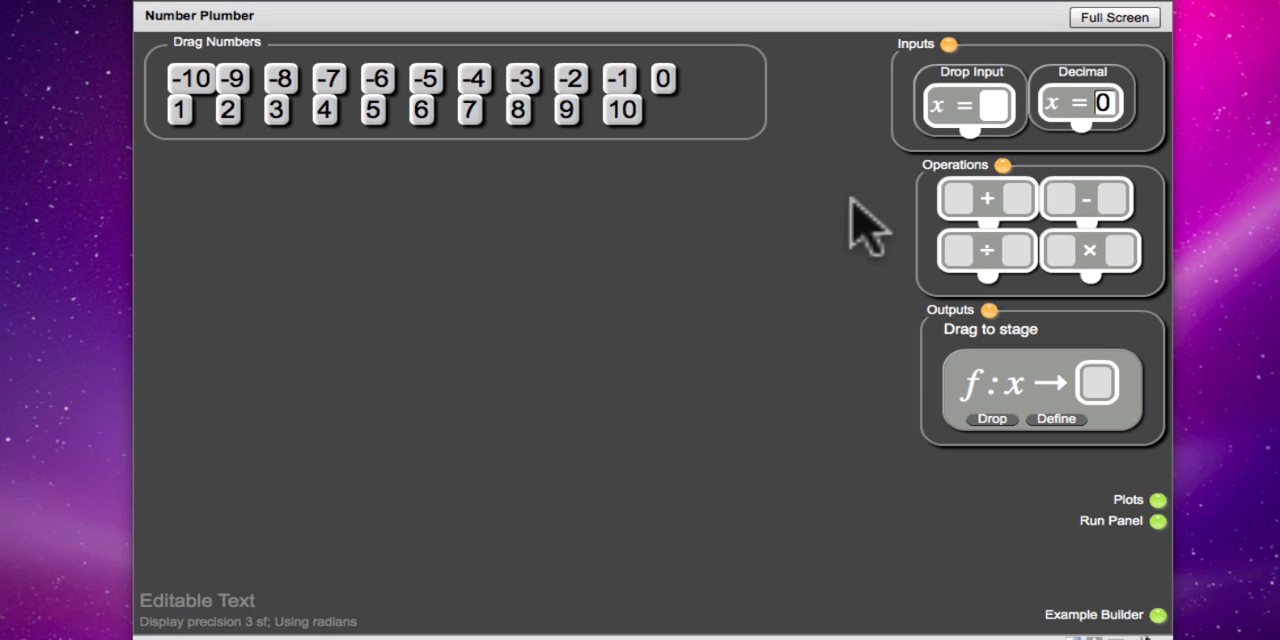 Number Plumber
Full Screen
Drag Numbers
-10 -9 -8 -7 -6 -5 -4 -3 -2 -1 0
1 2 3 4 5 6 7 8 9 10
Inputs
Drop Input
x =
Decimal
x = 0
Operations
+ -
÷ ×
Outputs
Drag to stage
f : x →
Drop Define
Plots
Run Panel
Editable Text
Display precision 3 sf; Using radians
Example Builder